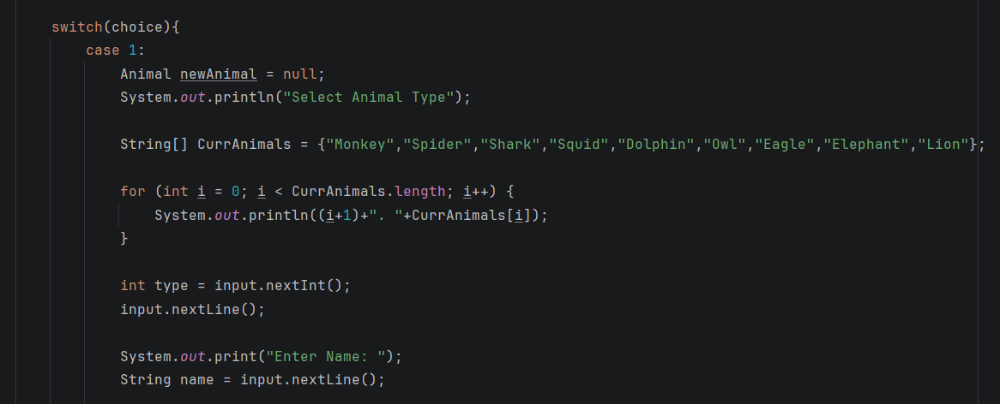 switch(choice){
case 1:
Animal newAnimal = null;
System.out.println("Select Animal Type");
String[] CurrAnimals = {"Monkey","Spider","Shark","Squid","Dolphin","Owl","Eagle","Elephant","Lion"};
for (int i = 0; i < CurrAnimals.length; i++) {
System.out.println((i+1)+". "+CurrAnimals[i]);
}
int type = input.nextInt();
input.nextLine();
System.out.print("Enter Name: ");
String name = input.nextLine();